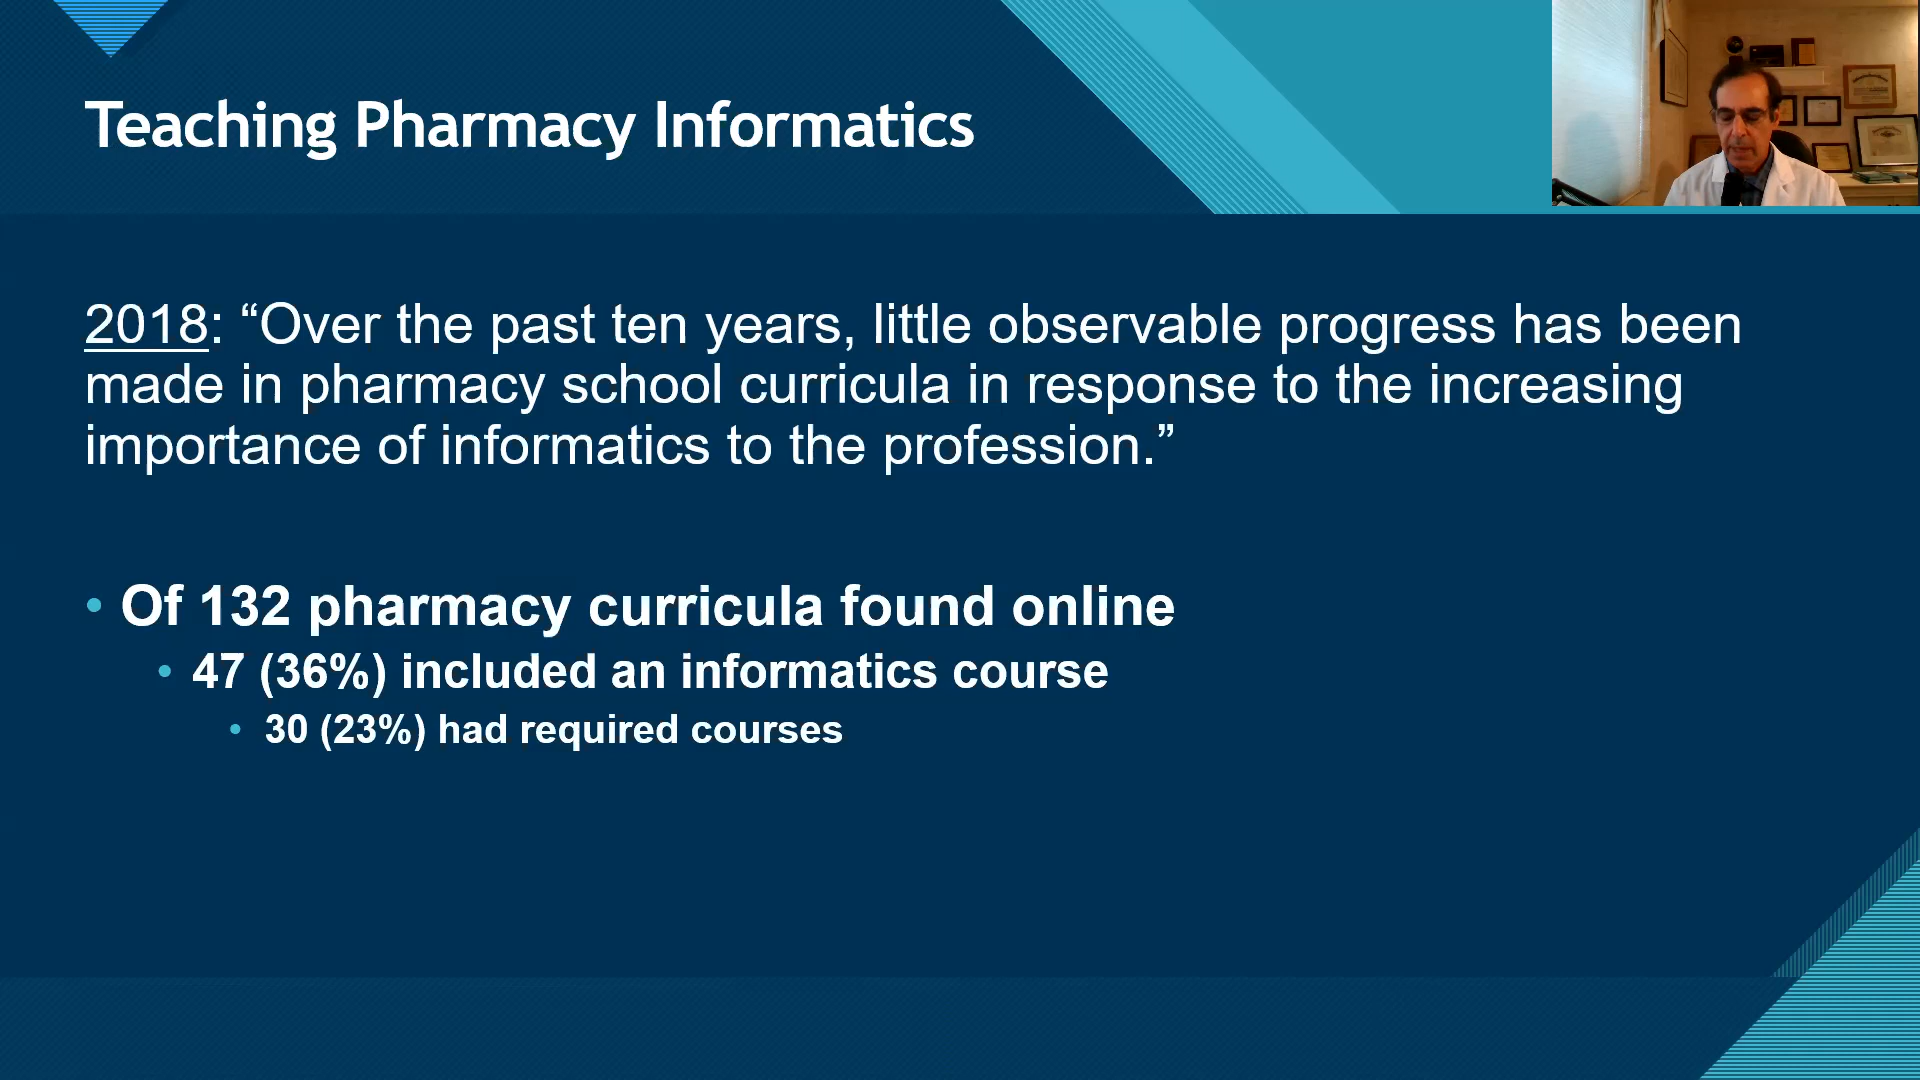 Teaching Pharmacy Informatics
2018: “Over the past ten years, little observable progress has been
made in pharmacy school curricula in response to the increasing
importance of informatics to the profession.”
• Of 132 pharmacy curricula found online
• 47 (36%) included an informatics course
• 30 (23%) had required courses